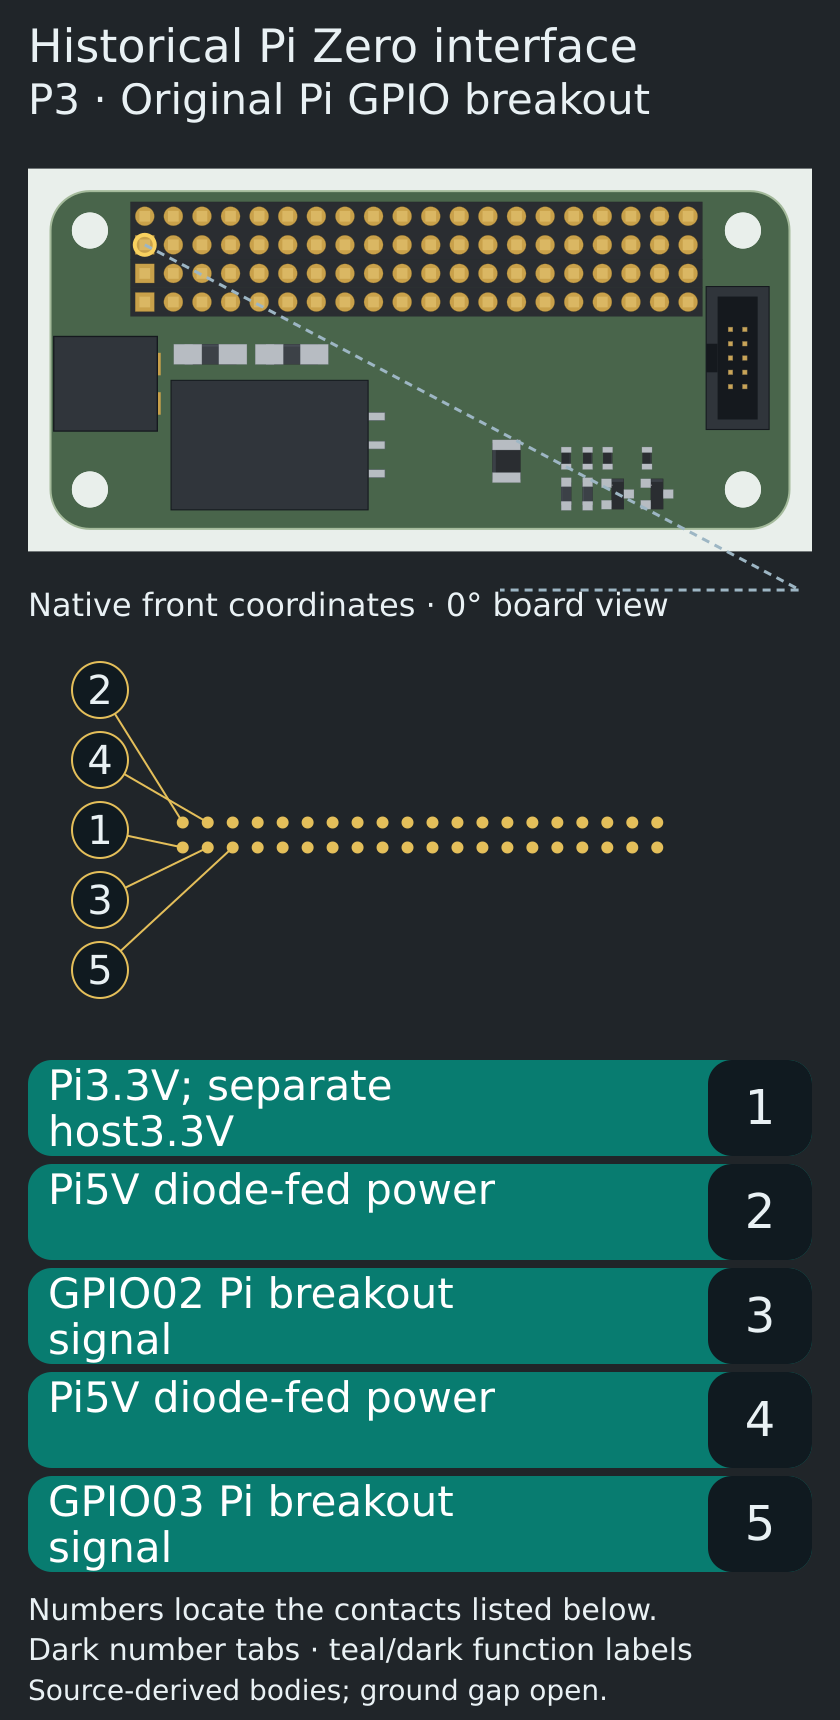 Historical Pi Zero interface
P3 · Original Pi GPIO breakout
Native front coordinates · 0° board view
2
4
1
3
5
Pi3.3V; separate
host3.3V
1
Pi5V diode-fed power
2
GPIO02 Pi breakout
signal
3
Pi5V diode-fed power
4
GPIO03 Pi breakout
signal
5
Numbers locate the contacts listed below.
Dark number tabs · teal/dark function labels
Source-derived bodies; ground gap open.